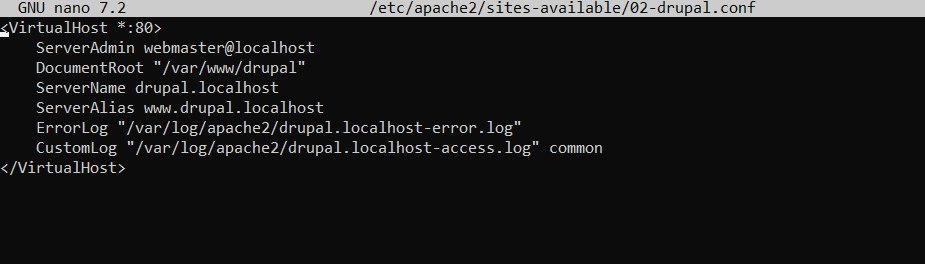 GNU nano 7.2 /etc/apache2/sites-available/02-drupal.conf
<VirtualHost *:80>
    ServerAdmin webmaster@localhost
    DocumentRoot "/var/www/drupal"
    ServerName drupal.localhost
    ServerAlias www.drupal.localhost
    ErrorLog "/var/log/apache2/drupal.localhost-error.log"
    CustomLog "/var/log/apache2/drupal.localhost-access.log" common
</VirtualHost>